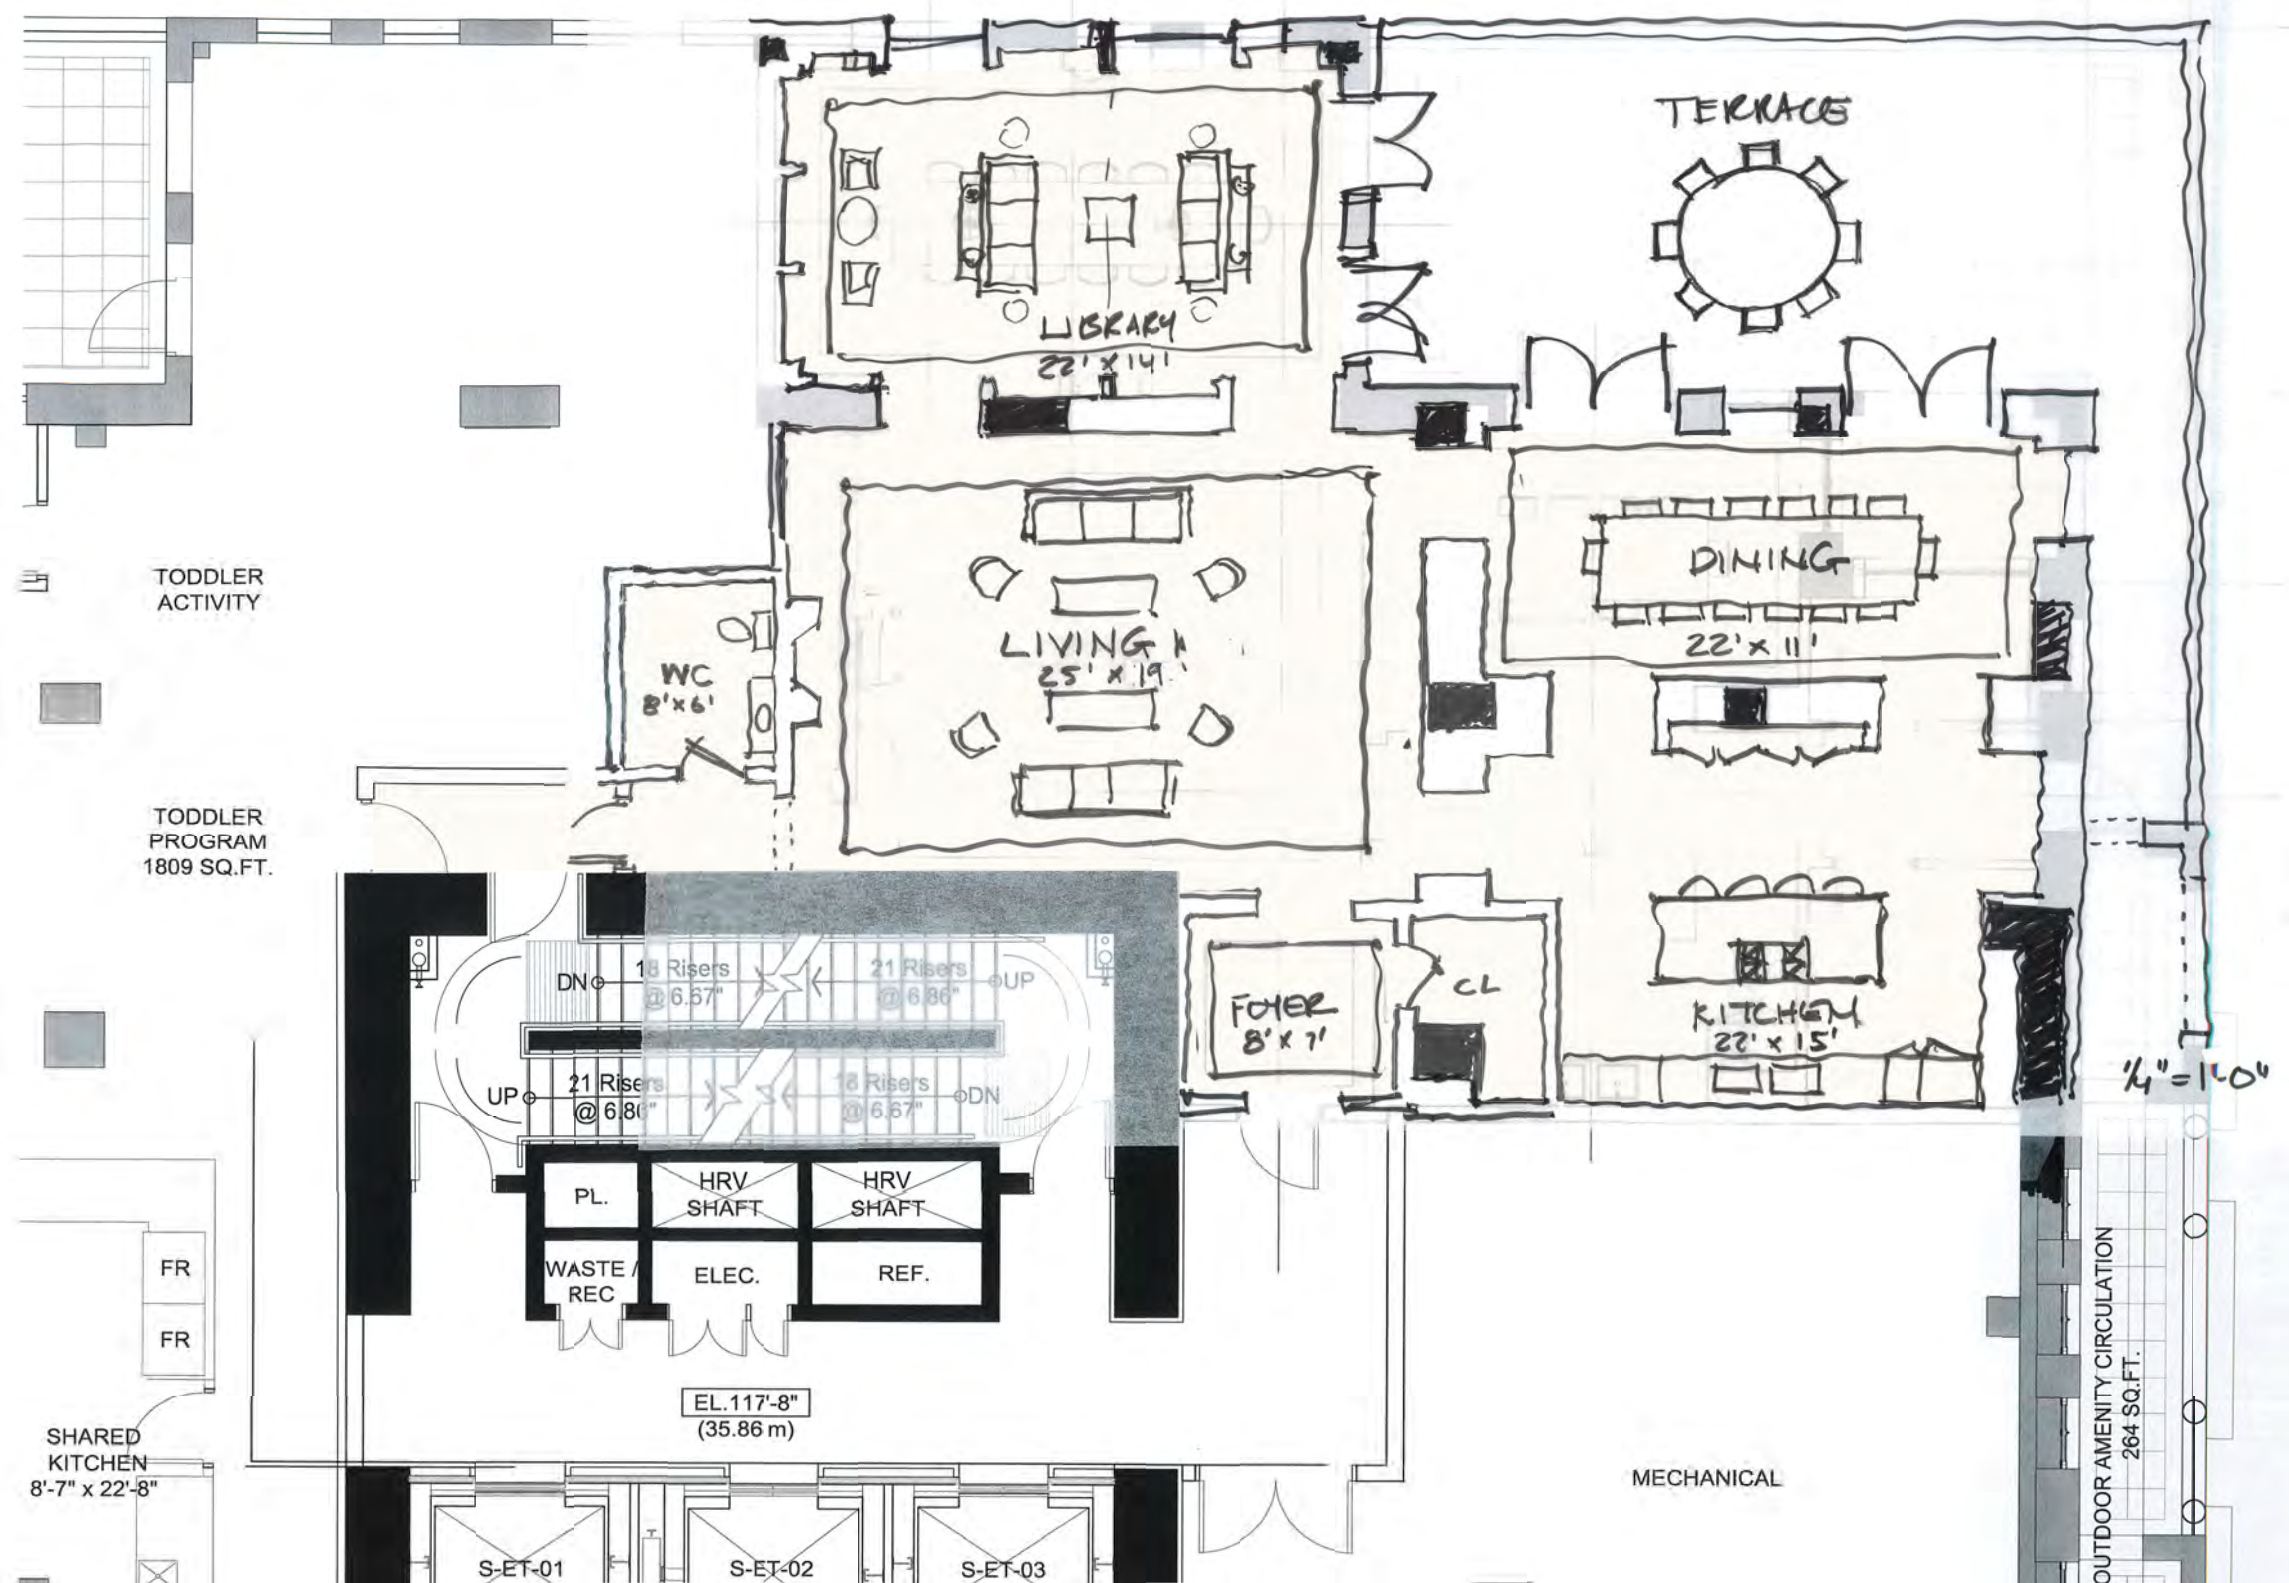 TERRACE
LIBRARY
22' x 14'
DINING
22' x 11'
TODDLER
ACTIVITY
LIVING
25' x 19'
WC
8' x 6'
TODDLER
PROGRAM
1809 SQ.FT.
DN
18 Risers
@ 6.67"
21 Risers
@ 6.86"
UP
CL
FOYER
8' x 7'
KITCHEN
22' x 15'
1/4" = 1'-0"
UP
21 Risers
@ 6.86"
18 Risers
@ 6.67"
DN
PL.
HRV
SHAFT
HRV
SHAFT
WASTE /
REC
ELEC.
REF.
FR
FR
EL.117'-8"
(35.86 m)
SHARED
KITCHEN
8'-7" x 22'-8"
MECHANICAL
OUTDOOR AMENITY CIRCULATION
264 SQ.FT.
S-ET-01
S-ET-02
S-ET-03